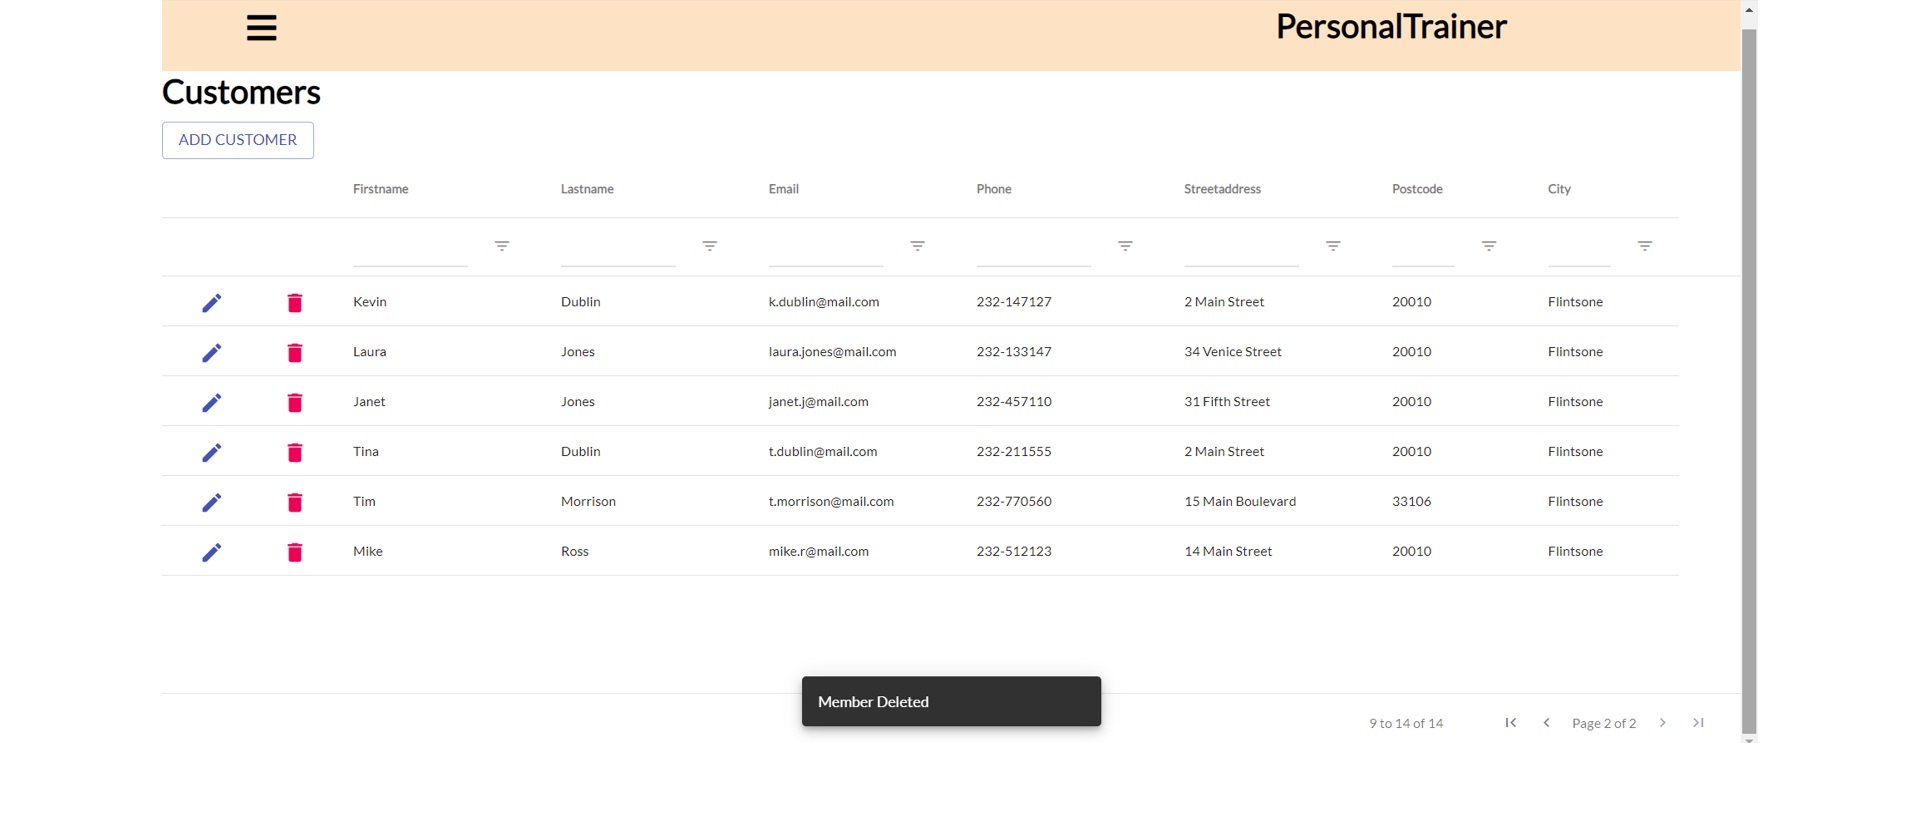 PersonalTrainer
Customers
ADD CUSTOMER
Firstname Lastname Email Phone Streetaddress Postcode City
Kevin Dublin k.dublin@mail.com 232-147127 2 Main Street 20010 Flintsone
Laura Jones laura.jones@mail.com 232-133147 34 Venice Street 20010 Flintsone
Janet Jones janet.j@mail.com 232-457110 31 Fifth Street 20010 Flintsone
Tina Dublin t.dublin@mail.com 232-211555 2 Main Street 20010 Flintsone
Tim Morrison t.morrison@mail.com 232-770560 15 Main Boulevard 33106 Flintsone
Mike Ross mike.r@mail.com 232-512123 14 Main Street 20010 Flintsone
Member Deleted
9 to 14 of 14 Page 2 of 2